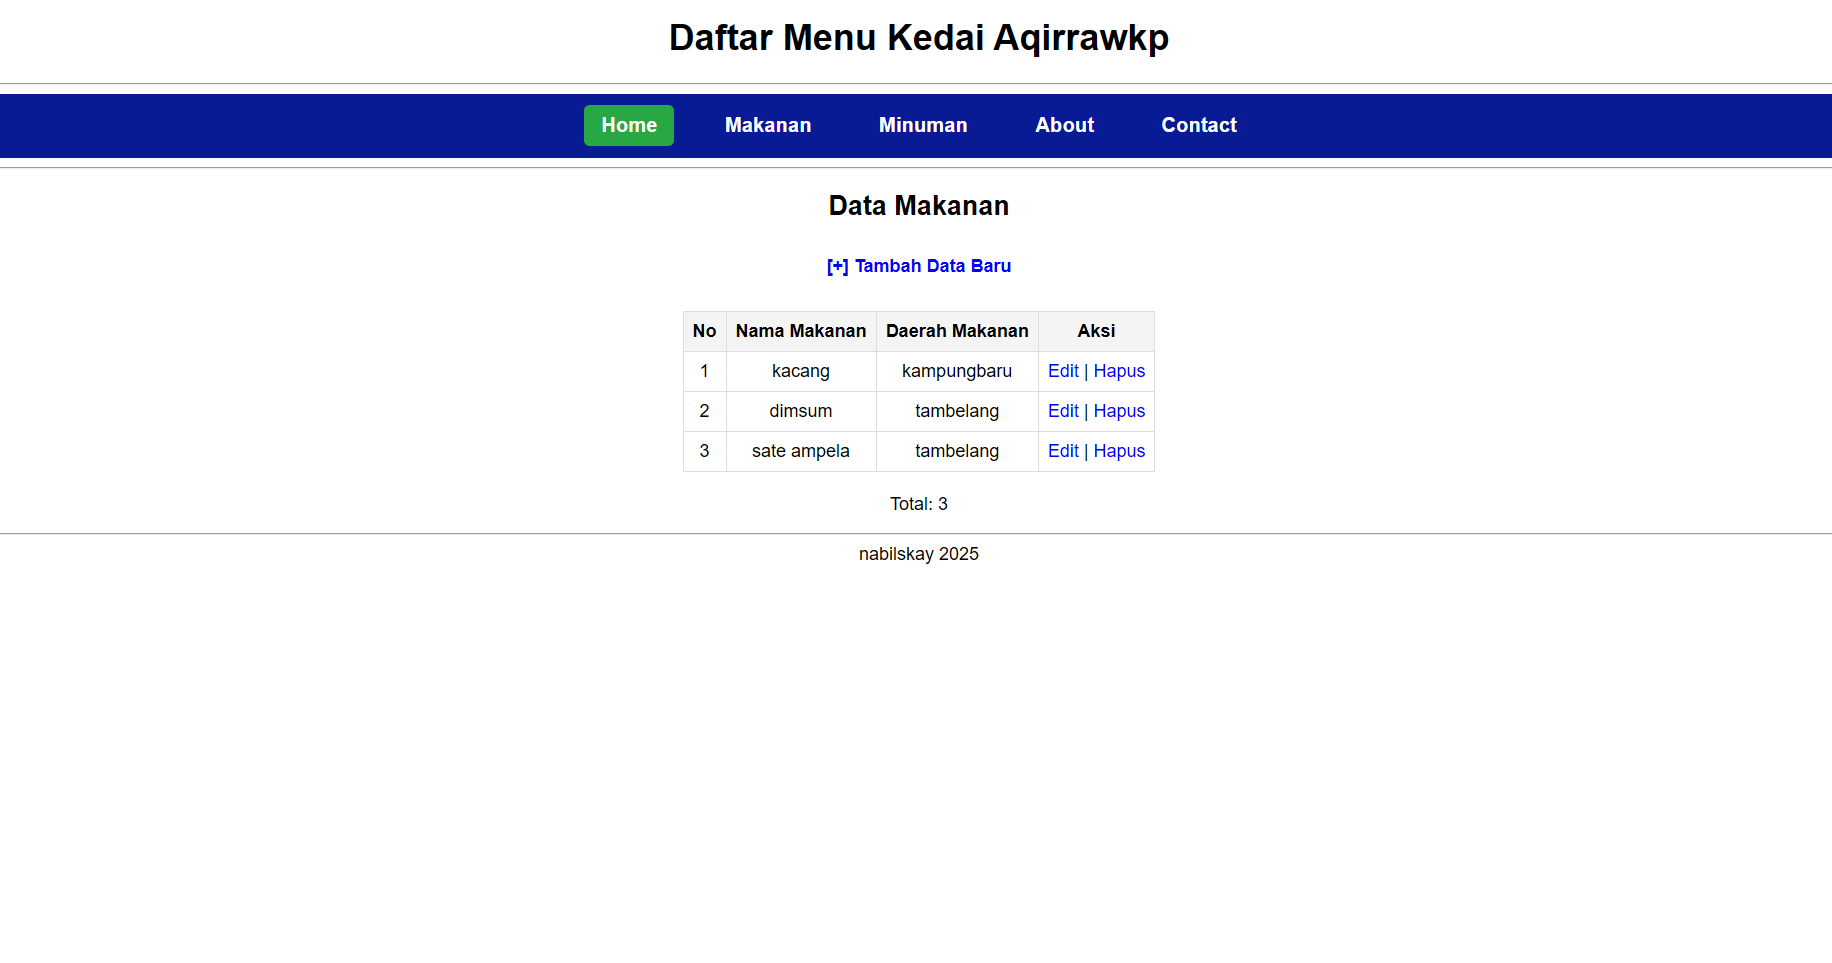 Daftar Menu Kedai Aqirrawkp
Home Makanan Minuman About Contact
Data Makanan
[+] Tambah Data Baru
No Nama Makanan Daerah Makanan Aksi
1 kacang kampungbaru Edit | Hapus
2 dimsum tambelang Edit | Hapus
3 sate ampela tambelang Edit | Hapus
Total: 3
nabilskay 2025